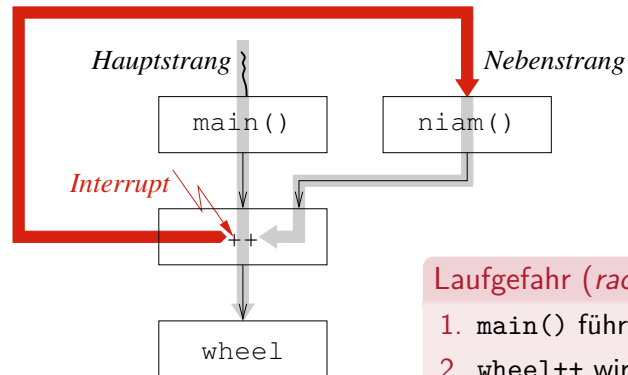 Hauptstrang
Nebenstrang
main()
niam()
Interrupt
++
wheel
Laufgefahr (
1. main() führ
2. wheel++ wir